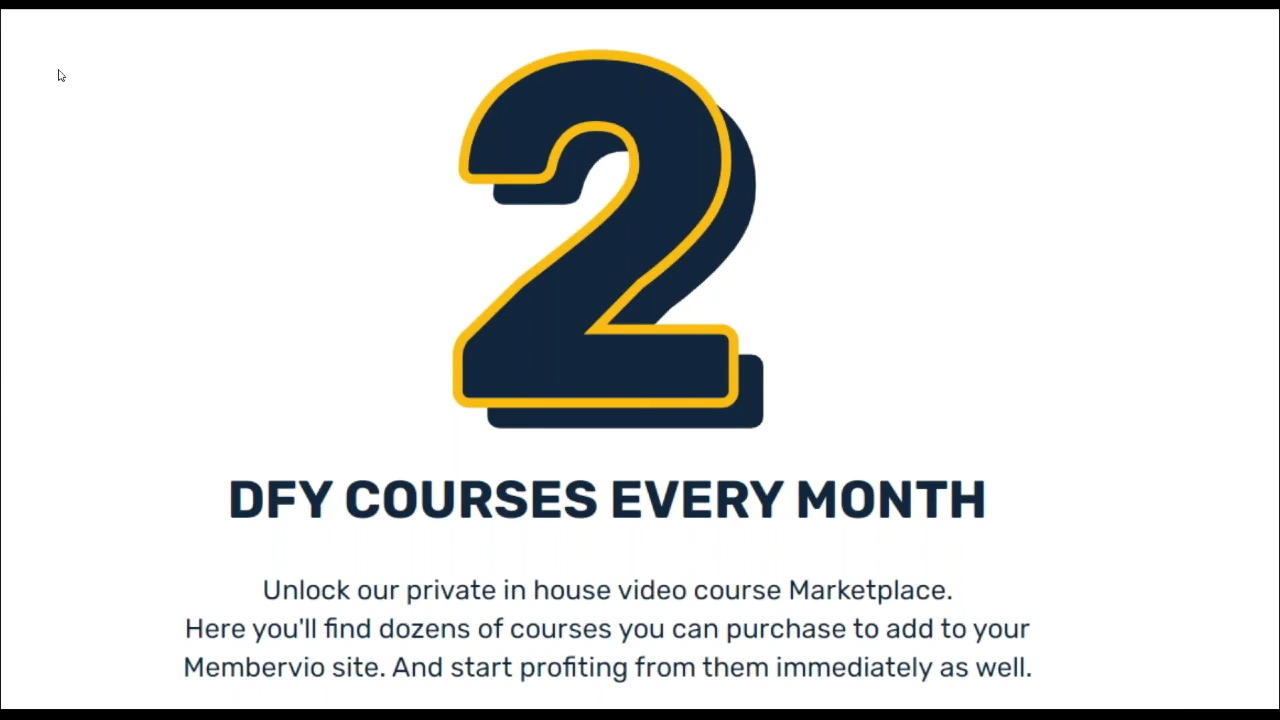 2
DFY COURSES EVERY MONTH
Unlock our private in house video course Marketplace.
Here you'll find dozens of courses you can purchase to add to your
Membervio site. And start profiting from them immediately as well.